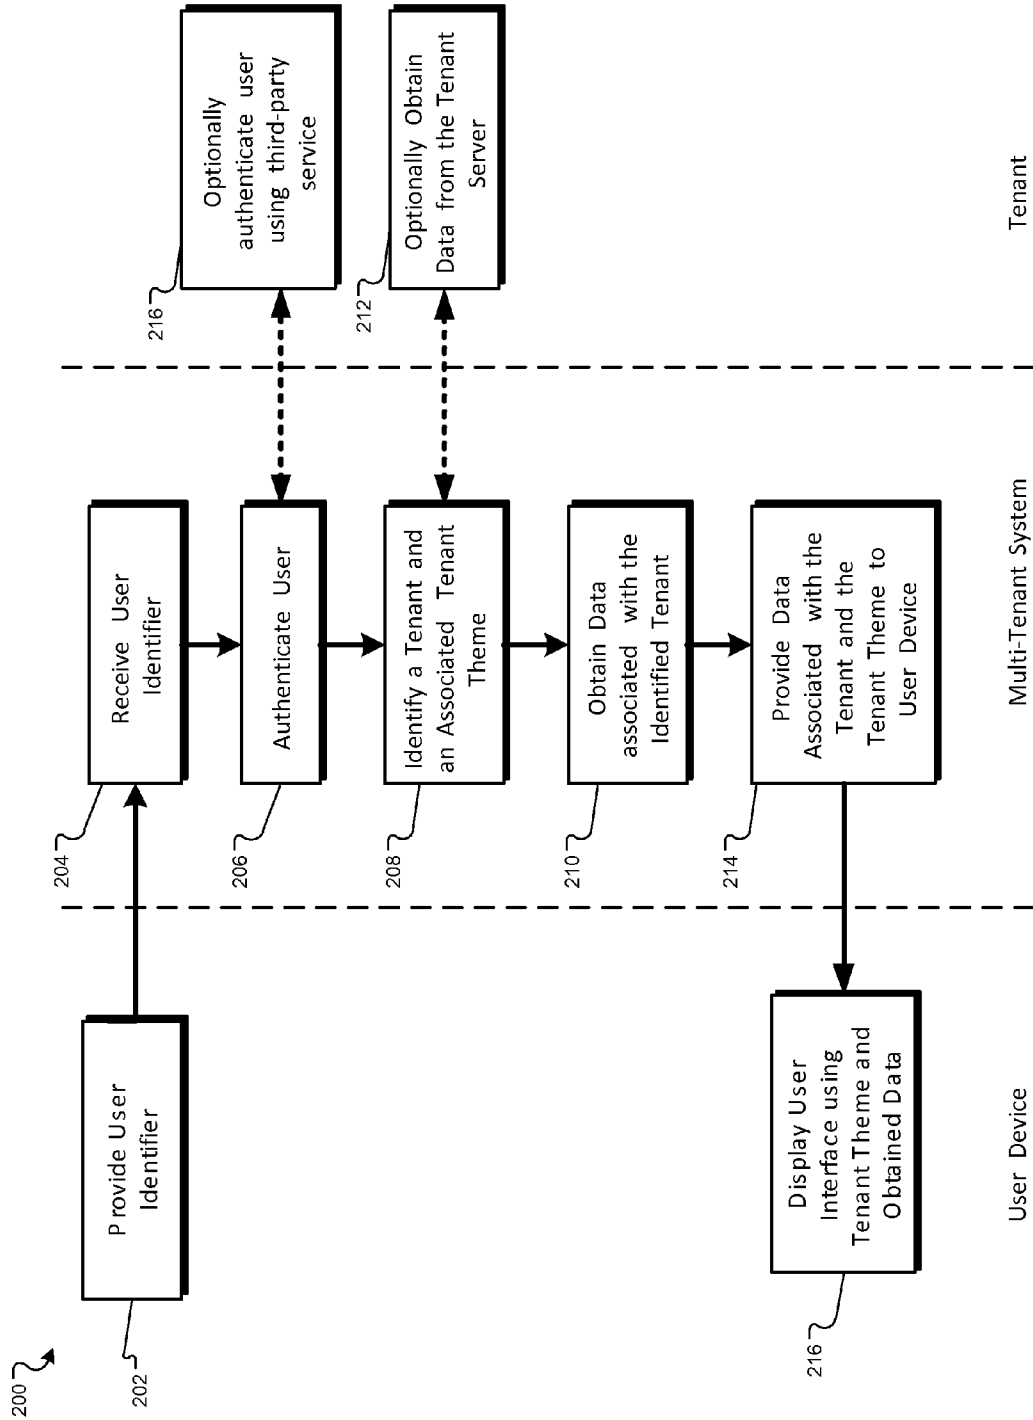 200
Provide User
Identifier
202
Receive User
Identifier
204
Authenticate User
206
Optionally
authenticate user
using third-party
service
216
Identify a Tenant and
an Associated Tenant
Theme
208
Optionally Obtain
Data from the Tenant
Server
212
Obtain Data
associated with the
Identified Tenant
210
Provide Data
Associated with the
Tenant and the
Tenant Theme to
User Device
214
Display User
Interface using
Tenant Theme and
Obtained Data
216
User Device
Multi-Tenant System
Tenant